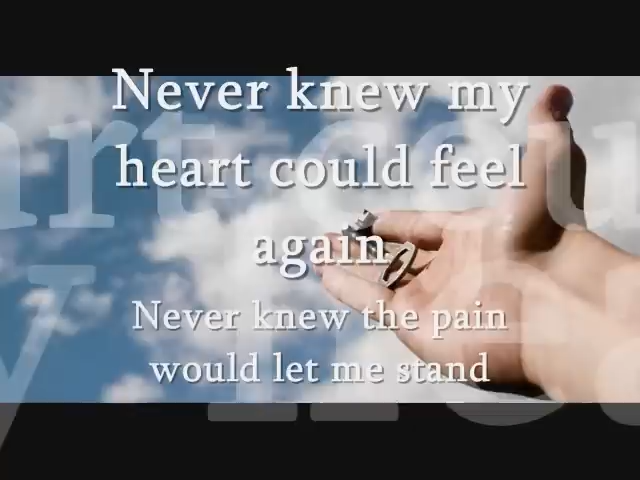 Never knew my
heart could feel
again
Never knew the pain
would let me stand